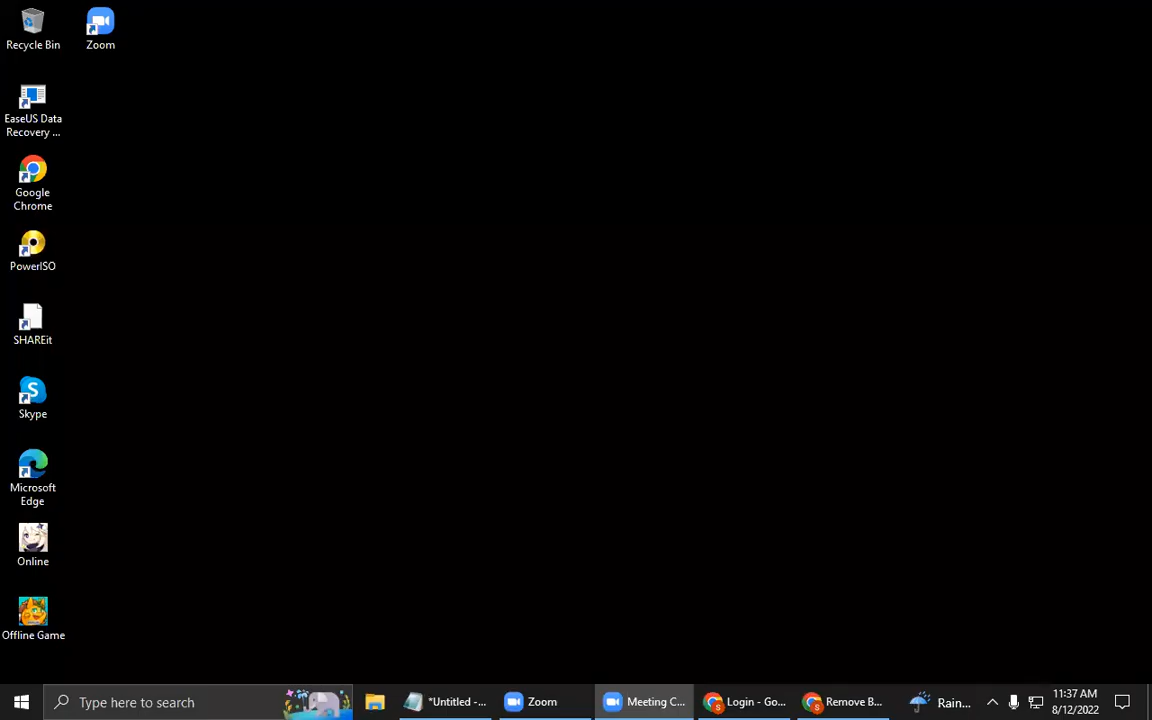 Recycle Bin
Zoom
EaseUS Data
Recovery ...
Google
Chrome
PowerISO
SHAREit
Skype
Microsoft
Edge
Online
Offline Game
Type here to search
*Untitled -...
Zoom
Meeting C...
Login - Go...
Remove B...
Rain...
11:37 AM
8/12/2022